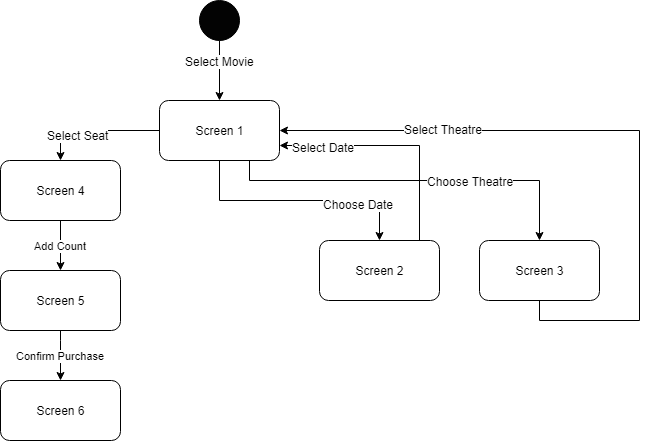 Select Movie
Screen 1
Select Theatre
Select Seat
Select Date
Screen 4
Choose Theatre
Choose Date
Add Count
Screen 2
Screen 3
Screen 5
Confirm Purchase
Screen 6